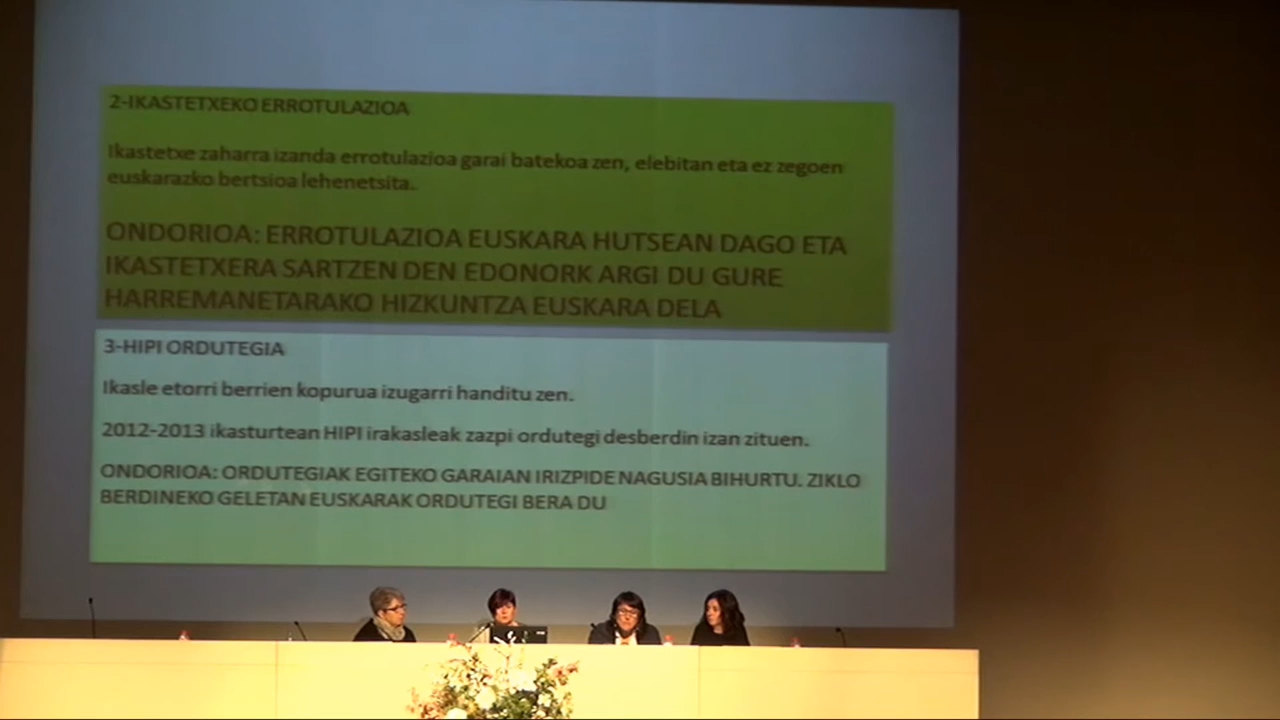 2-IKASTETXEKO ERROTULAZIOA
Ikastetxe zaharra izanda errotulazioa garai batekoa zen, elebitan eta ez zegoen
euskarazko bertsioa lehenetsita.
ONDORIOA: ERROTULAZIOA EUSKARA HUTSEAN DAGO ETA
IKASTETXERA SARTZEN DEN EDONORK ARGI DU GURE
HARREMANETARAKO HIZKUNTZA EUSKARA DELA
3-HIPI ORDUTEGIA
Ikasle etorri berrien kopurua izugarri handitu zen.
2012-2013 ikasturtean HIPI irakasleak zazpi ordutegi desberdin izan zituen.
ONDORIOA: ORDUTEGIAK EGITEKO GARAIAN IRIZPIDE NAGUSIA BIHURTU. ZIKLO
BERDINEKO GELETAN EUSKARAK ORDUTEGI BERA DU